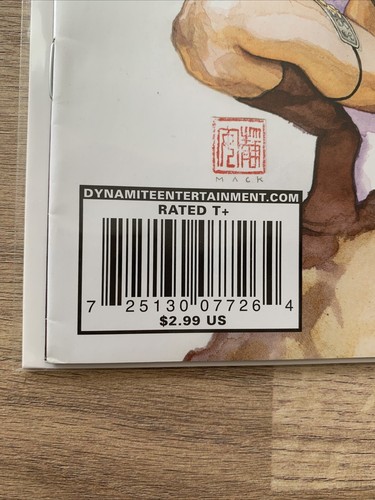 MACK
DYNAMITEENTERTAINMENT.COM
RATED T+
7 25130 07726 4
$2.99 US